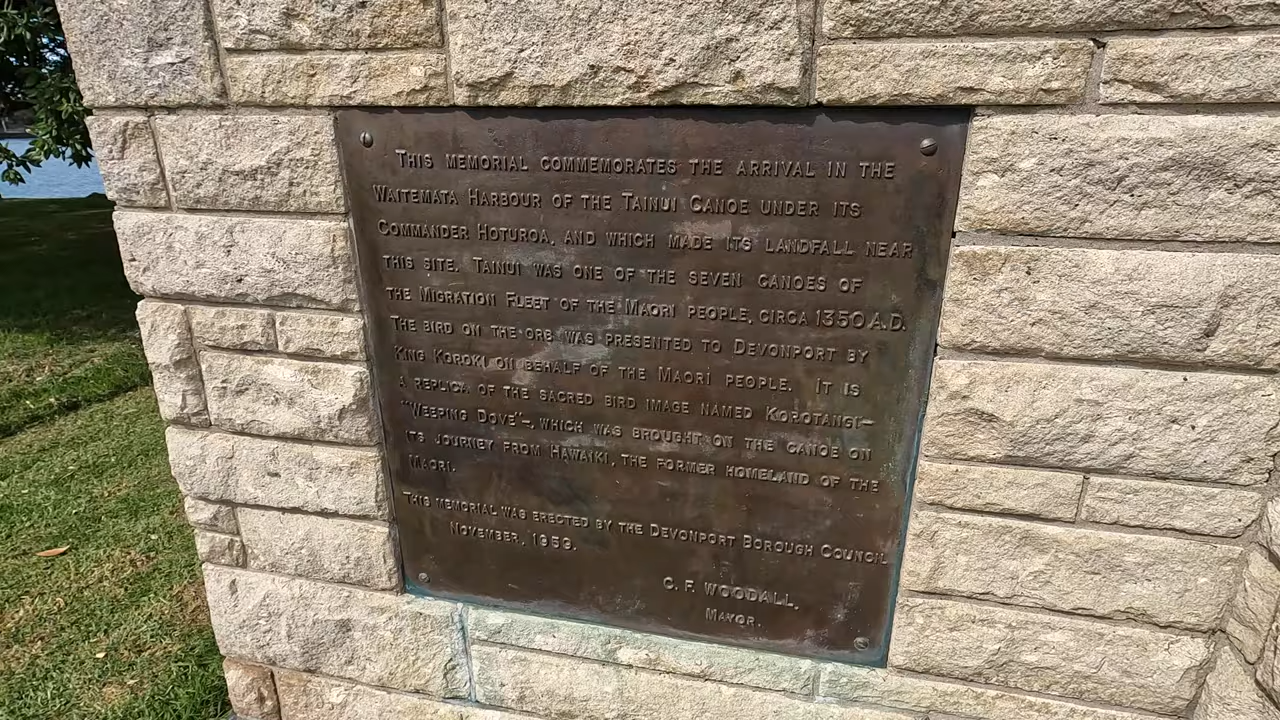 THIS MEMORIAL COMMEMORATES THE ARRIVAL IN THE
WAITEMATA HARBOUR OF THE TAINUI CANOE UNDER ITS
COMMANDER HOTUROA, AND WHICH MADE ITS LANDFALL NEAR
THIS SITE. TAINUI WAS ONE OF THE SEVEN CANOES OF
THE MIGRATION FLEET OF THE MAORI PEOPLE, CIRCA 1350 A.D.
THE BIRD ON THE ORB WAS PRESENTED TO DEVONPORT BY
KING KOROKI ON BEHALF OF THE MAORI PEOPLE. IT IS
A REPLICA OF THE SACRED BIRD IMAGE NAMED KOROTANGI—
"WEEPING DOVE"—, WHICH WAS BROUGHT ON THE CANOE ON
ITS JOURNEY FROM HAWAIKI, THE FORMER HOMELAND OF THE
MAORI.
THIS MEMORIAL WAS ERECTED BY THE DEVONPORT BOROUGH COUNCIL
NOVEMBER, 1959.
C. F. WOODALL,
MAYOR.